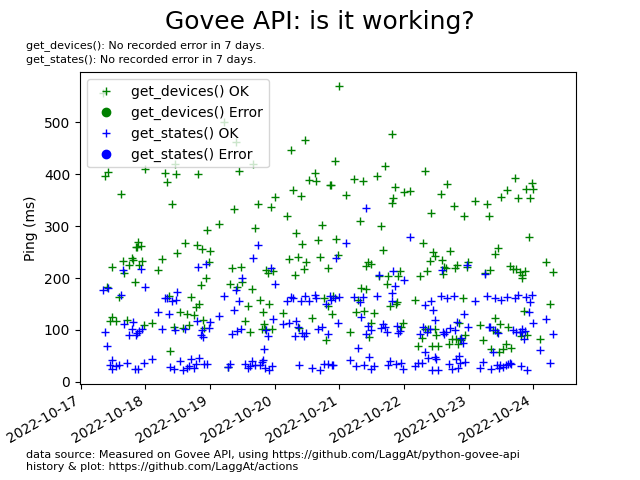 Govee API: is it working?
get_devices(): No recorded error in 7 days.
get_states(): No recorded error in 7 days.
get_devices() OK
get_devices() Error
get_states() OK
get_states() Error
500
400
300
200
100
0
Ping (ms)
2022-10-17
2022-10-18
2022-10-19
2022-10-20
2022-10-21
2022-10-22
2022-10-23
2022-10-24
data source: Measured on Govee API, using https://github.com/LaggAt/python-govee-api
history & plot: https://github.com/LaggAt/actions